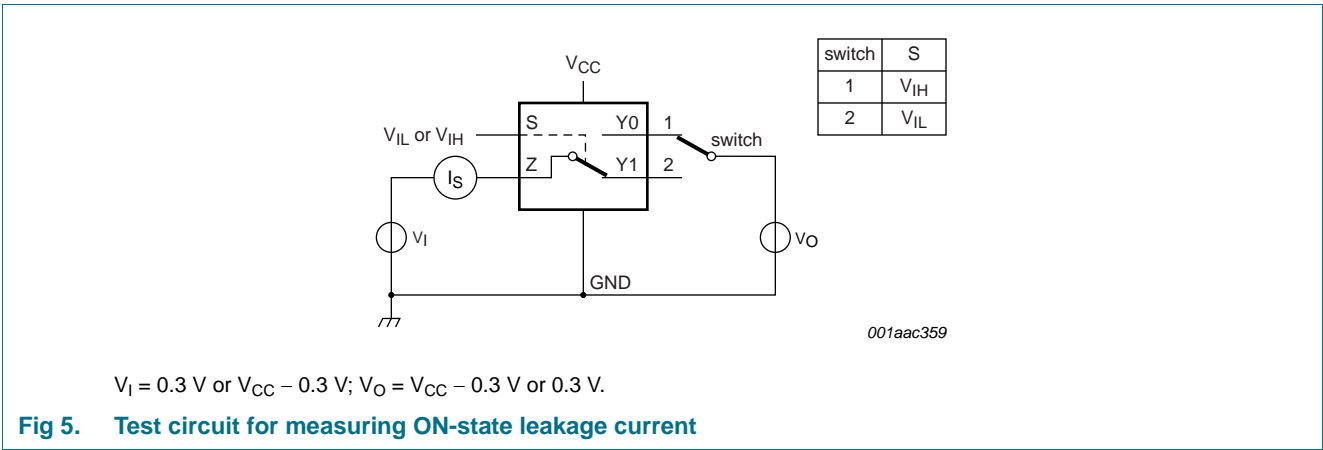 switch S
1 VIH
2 VIL
VCC
VIL or VIH
S Y0 1
switch
Z Y1 2
IS
VI
VO
GND
001aac359
VI = 0.3 V or VCC − 0.3 V; VO = VCC − 0.3 V or 0.3 V.
Fig 5. Test circuit for measuring ON-state leakage current